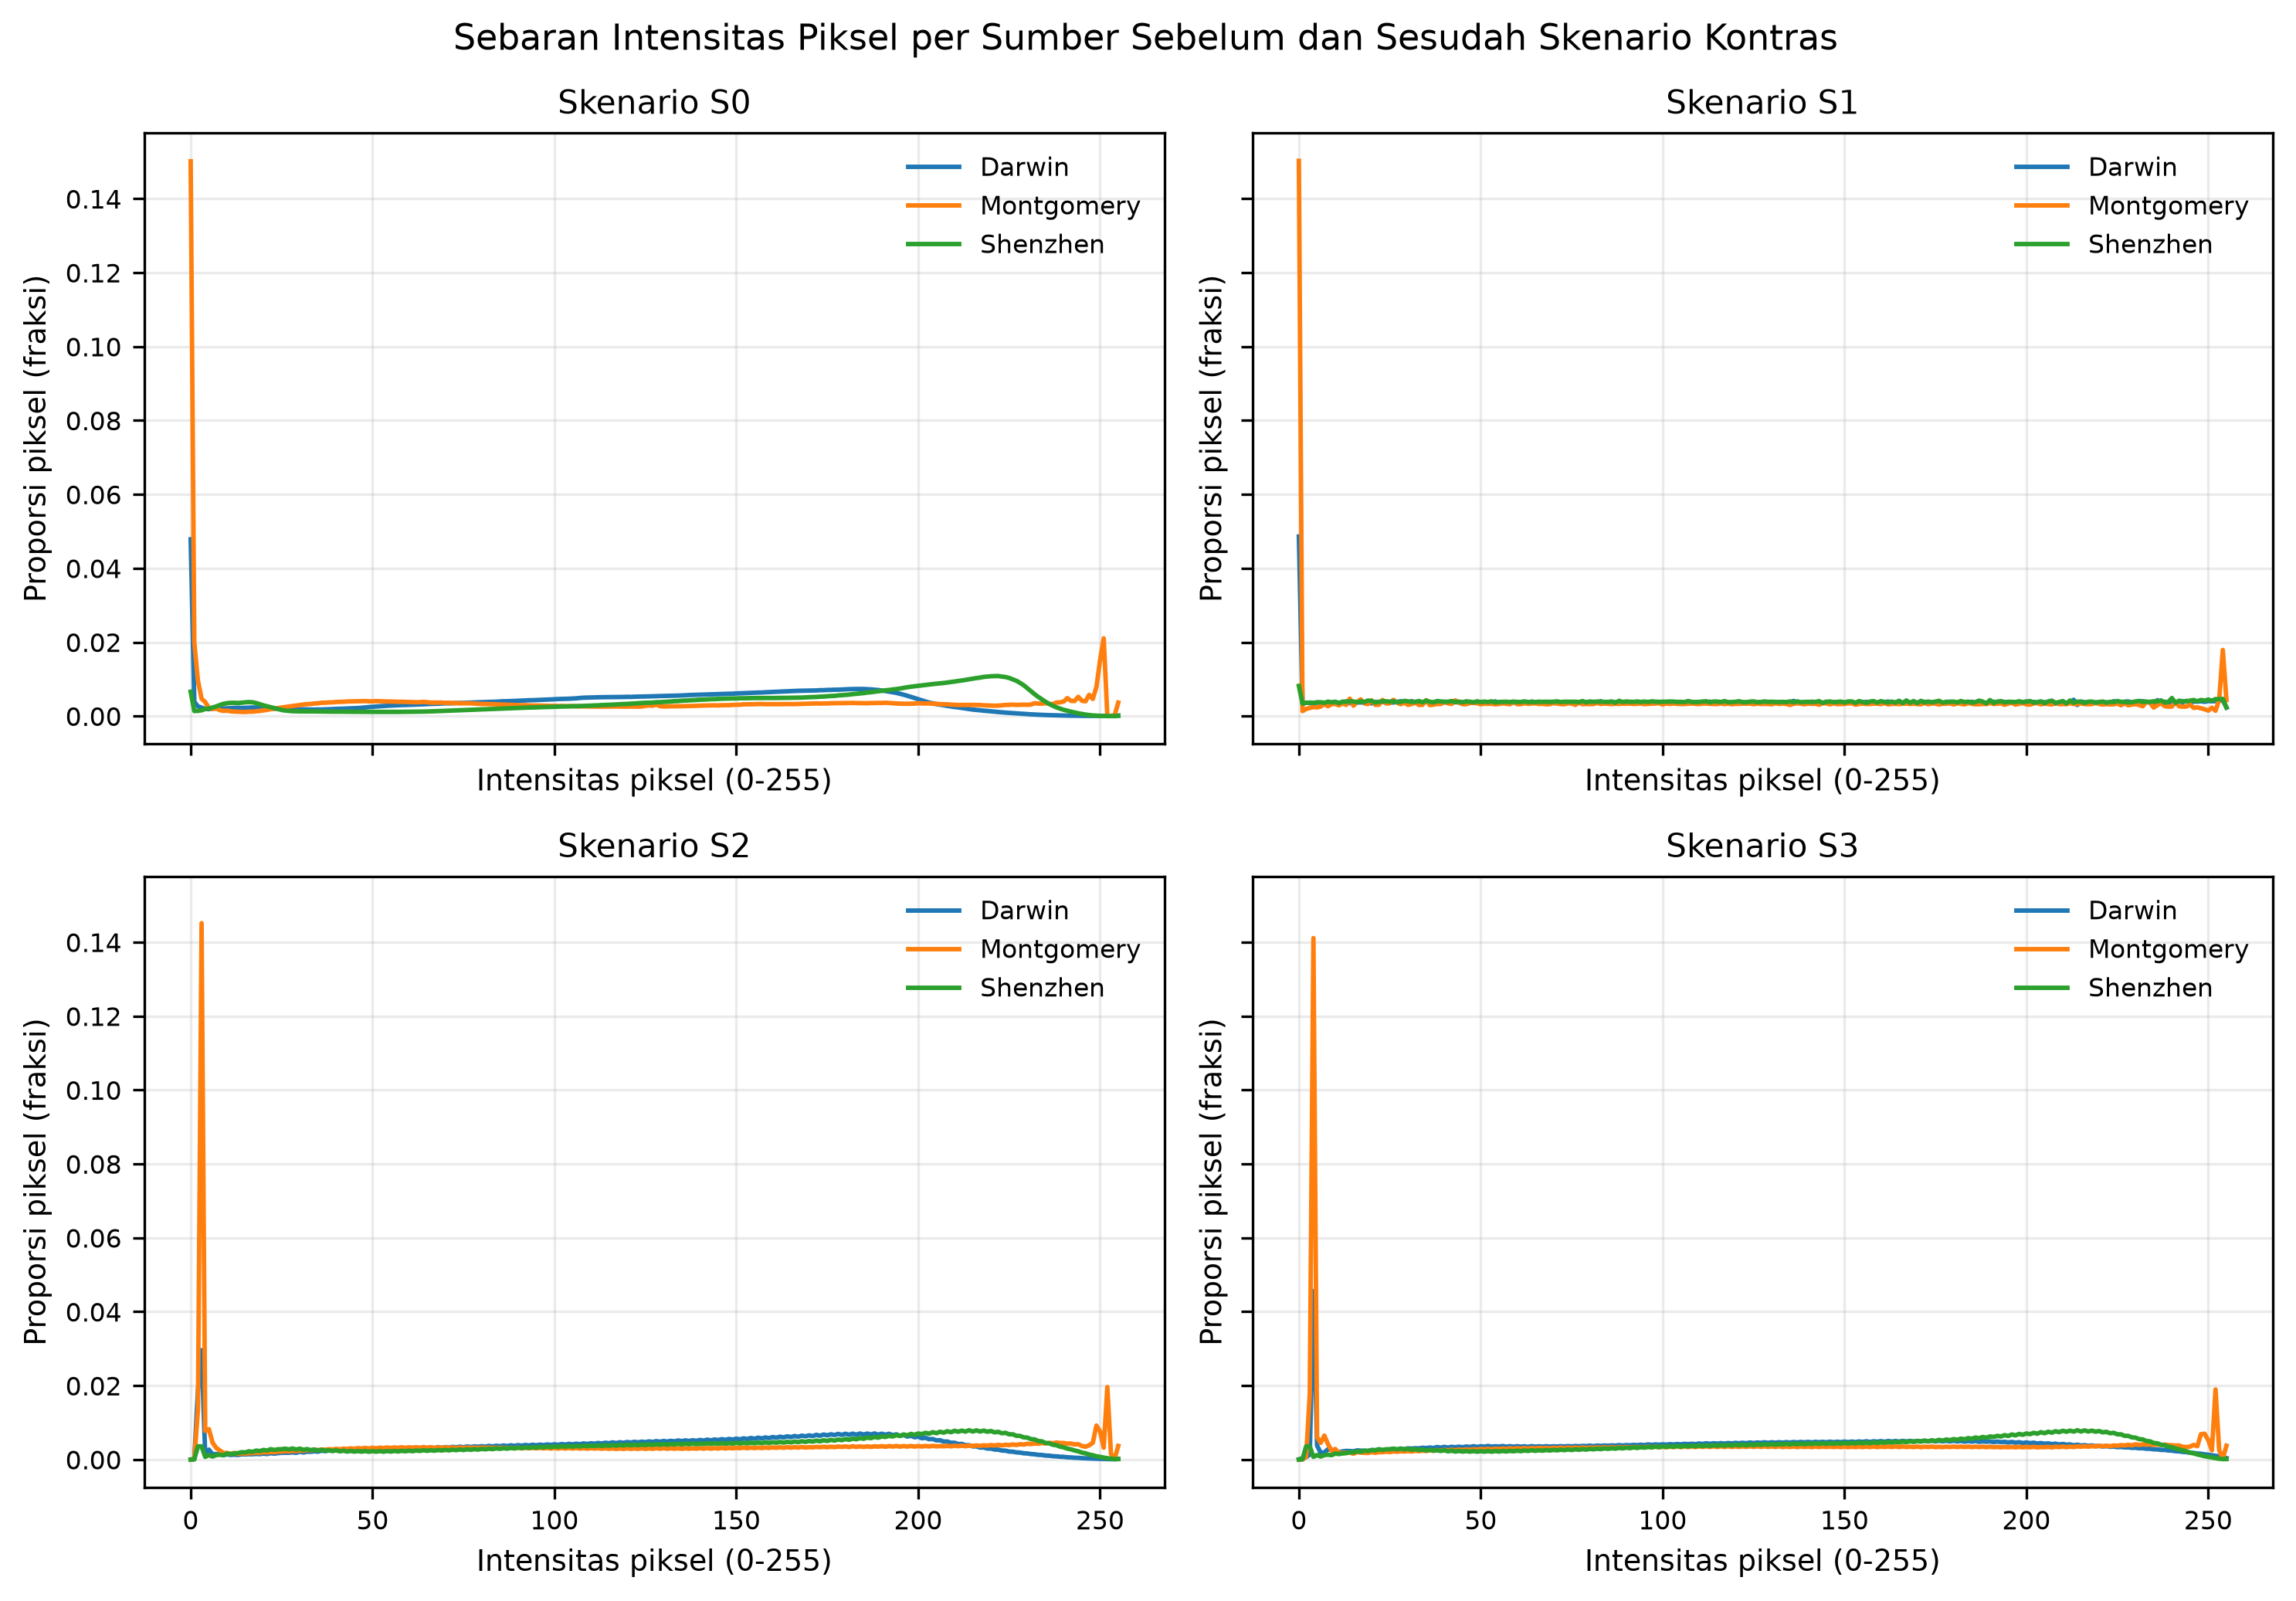 Sebaran Intensitas Piksel per Sumber Sebelum dan Sesudah Skenario Kontras
Skenario S0
Proporsi piksel (fraksi)
0.14
0.12
0.10
0.08
0.06
0.04
0.02
0.00
Darwin
Montgomery
Shenzhen
Intensitas piksel (0-255)
Skenario S1
Proporsi piksel (fraksi)
Darwin
Montgomery
Shenzhen
Intensitas piksel (0-255)
Skenario S2
Proporsi piksel (fraksi)
0.14
0.12
0.10
0.08
0.06
0.04
0.02
0.00
Darwin
Montgomery
Shenzhen
0 50 100 150 200 250
Intensitas piksel (0-255)
Skenario S3
Proporsi piksel (fraksi)
Darwin
Montgomery
Shenzhen
0 50 100 150 200 250
Intensitas piksel (0-255)